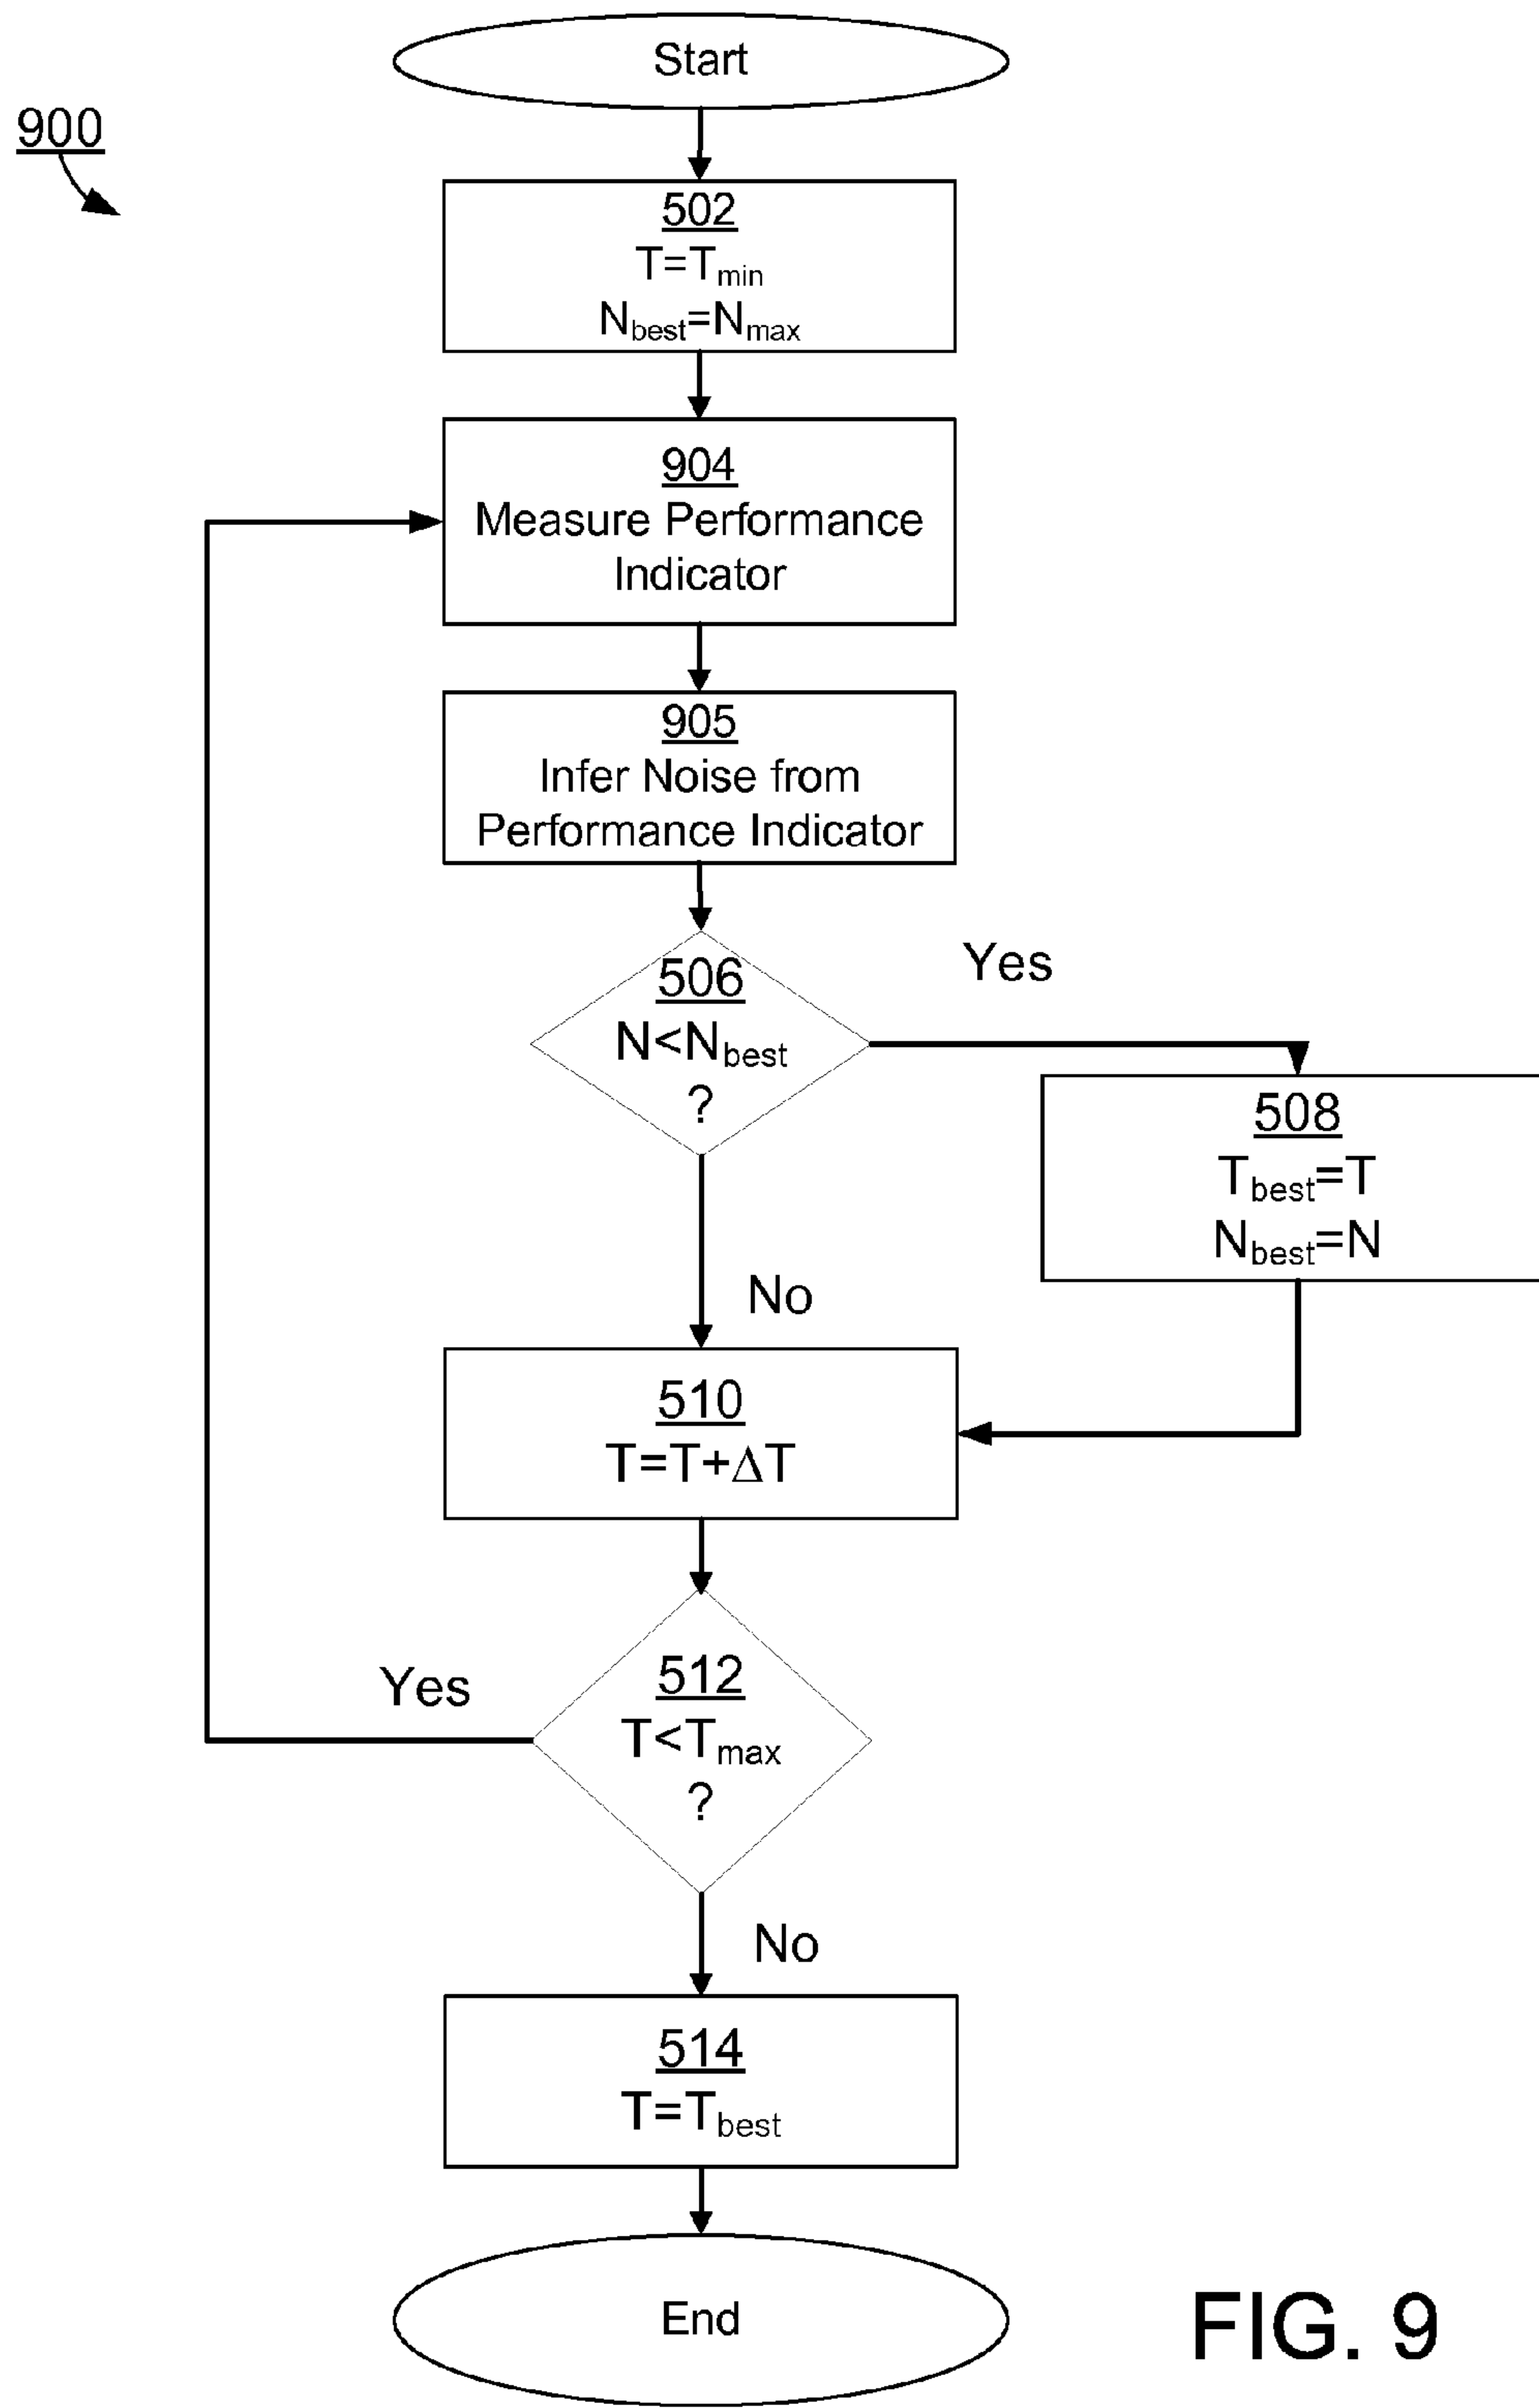 Start
900
502
T=Tmin
Nbest=Nmax
904
Measure Performance
Indicator
905
Infer Noise from
Performance Indicator
506
N<Nbest
?
Yes
508
Tbest=T
Nbest=N
No
510
T=T+ΔT
512
T<Tmax
?
Yes
No
514
T=Tbest
End
FIG. 9